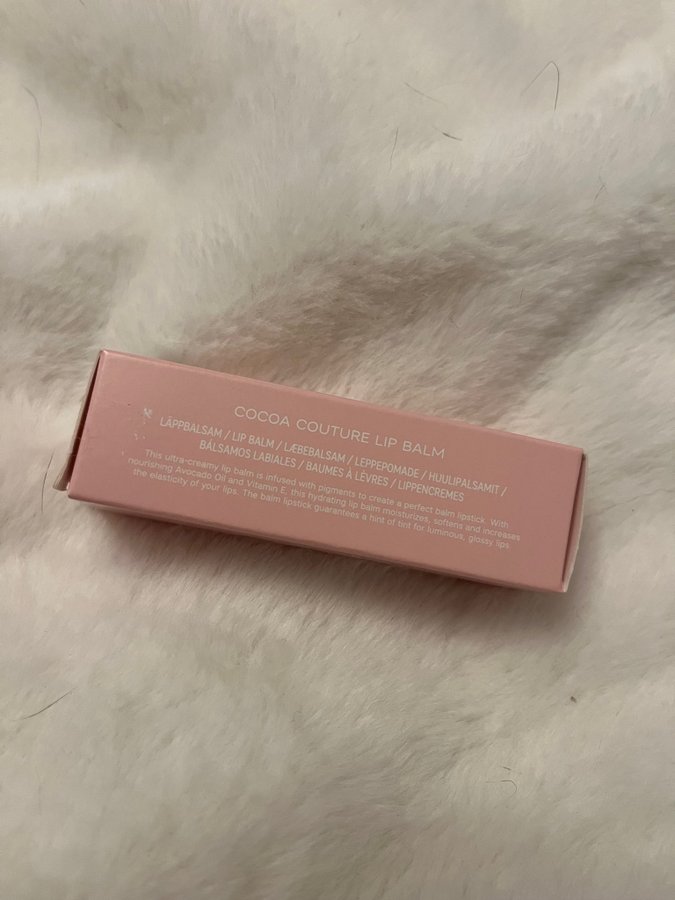 COCOA COUTURE LIP BALM
LÄPPBALSAM / LIP BALM / LÆBEBALSAM / LEPPEPOMADE / HUULIPALSAMIT /
BÁLSAMOS LABIALES / BAUMES À LÈVRES / LIPPENCREMES
This ultra-creamy lip balm is infused with pigments to create a perfect balm lipstick. With
nourishing Avocado Oil and Vitamin E, this hydrating lip balm moisturizes, softens and increases
the elasticity of your lips. The balm lipstick guarantees a hint of tint for luminous, glossy lips